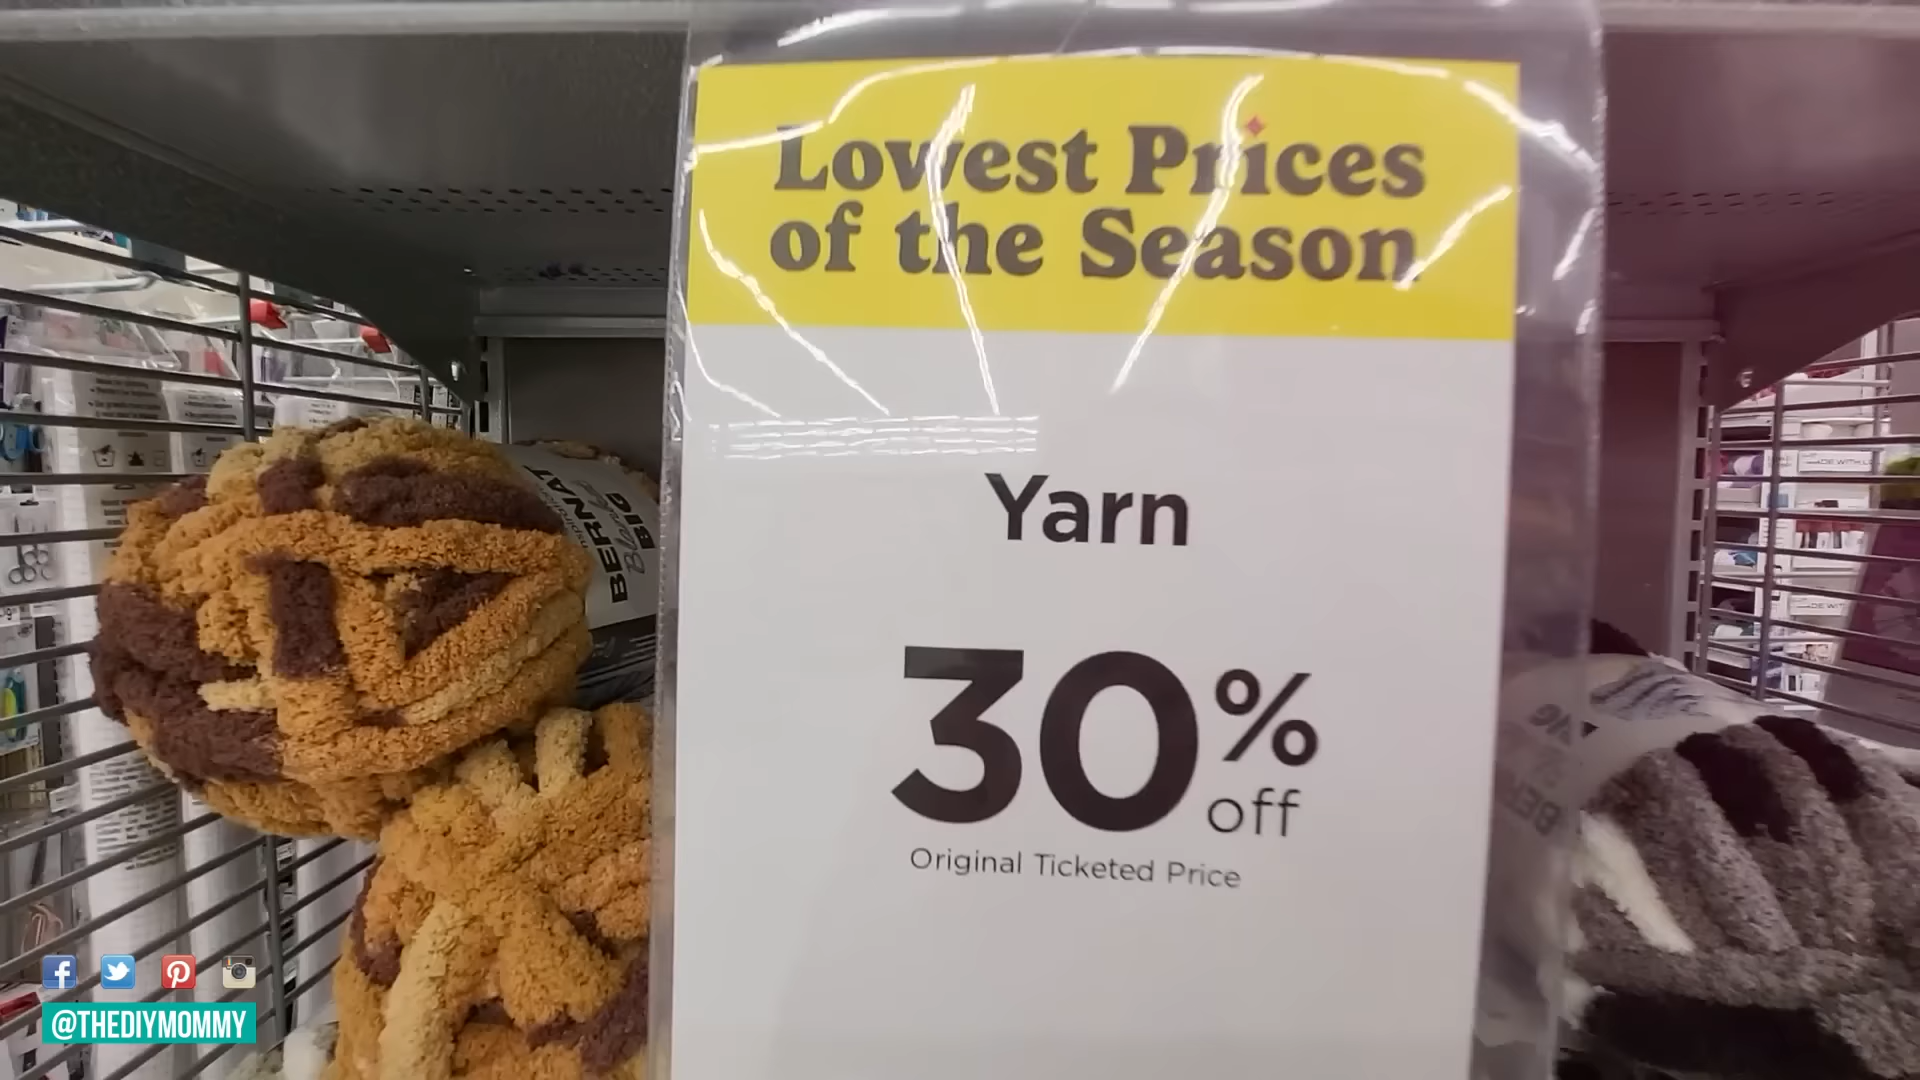 Lowest Prices
of the Season
Yarn
30%
off
Original Ticketed Price
BERNAT
BIG
@THEDIYMOMMY